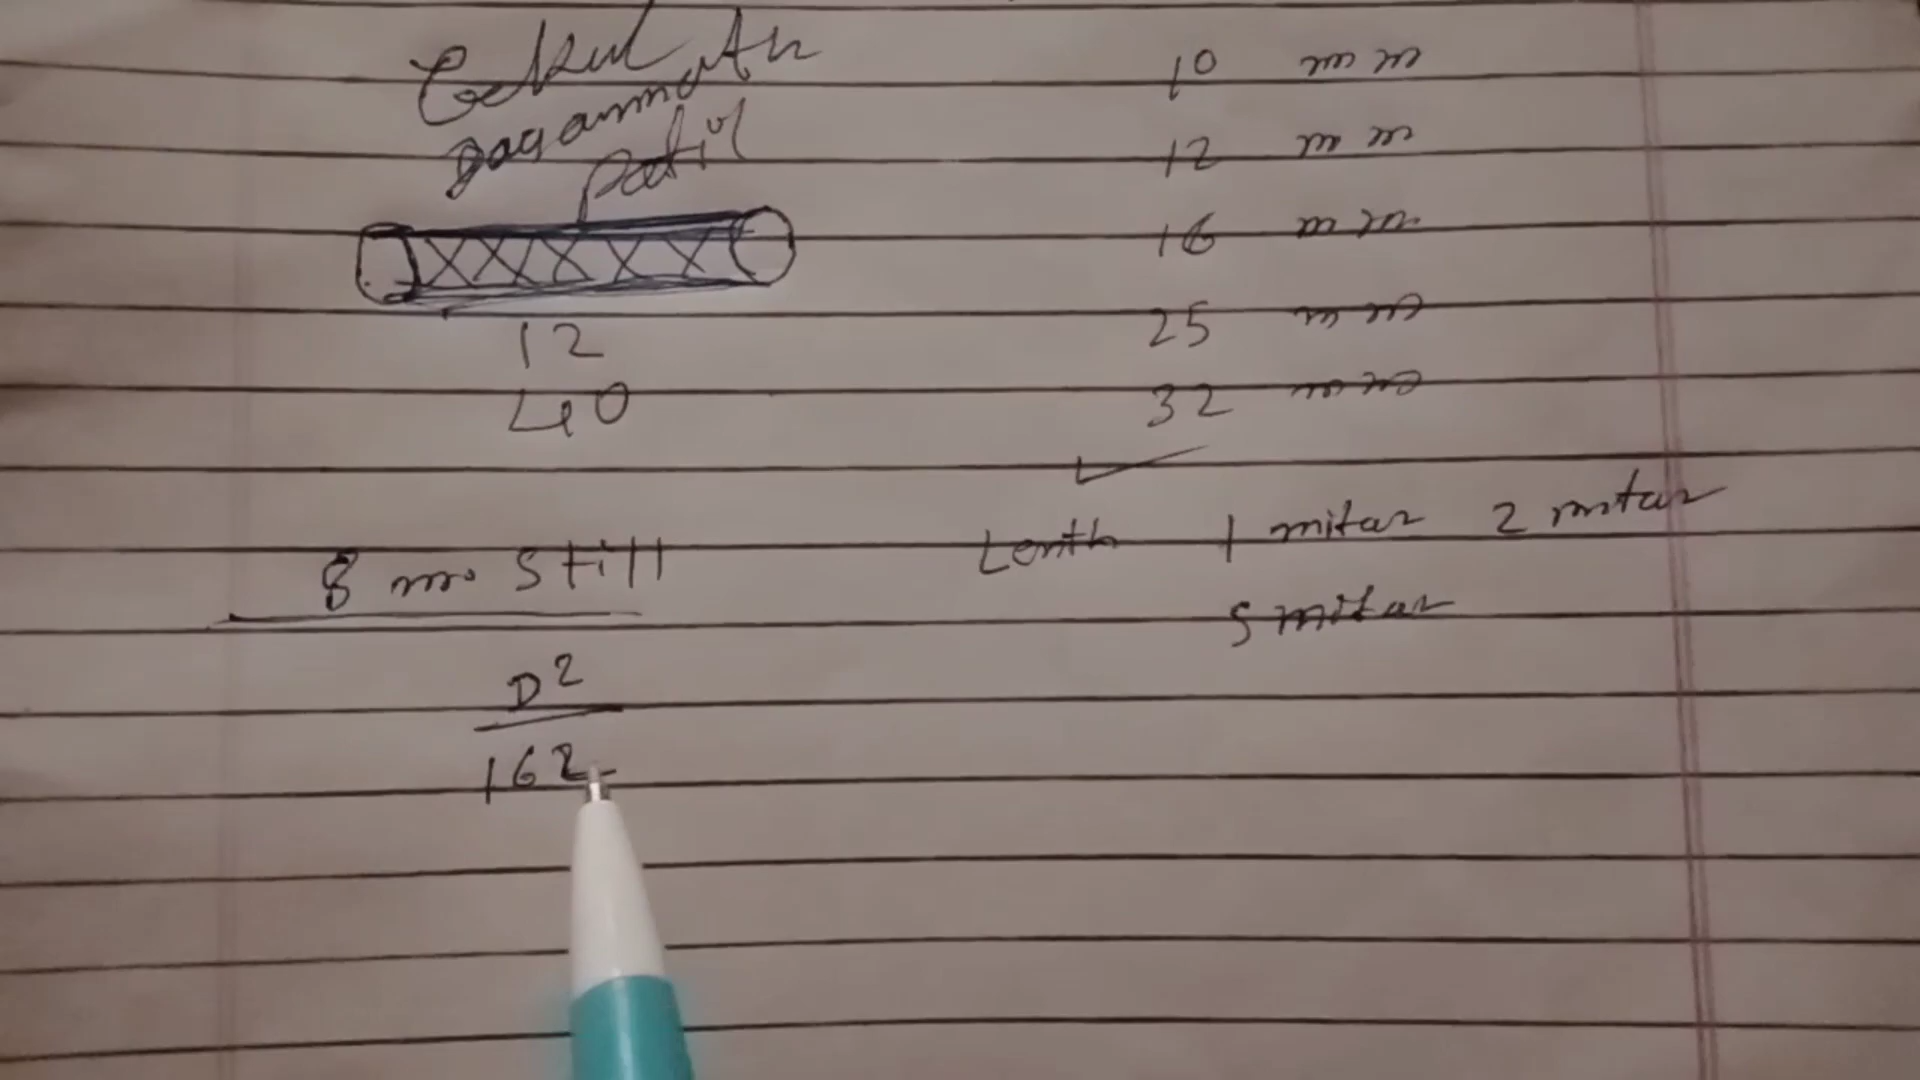 Gokul
Jagannath
patil
12
40
10 mm
12 mm
16 mm
25 mm
32 mm
Lenth 1 mitar 2 mitar
5 mitar
8 mm still
D²
162